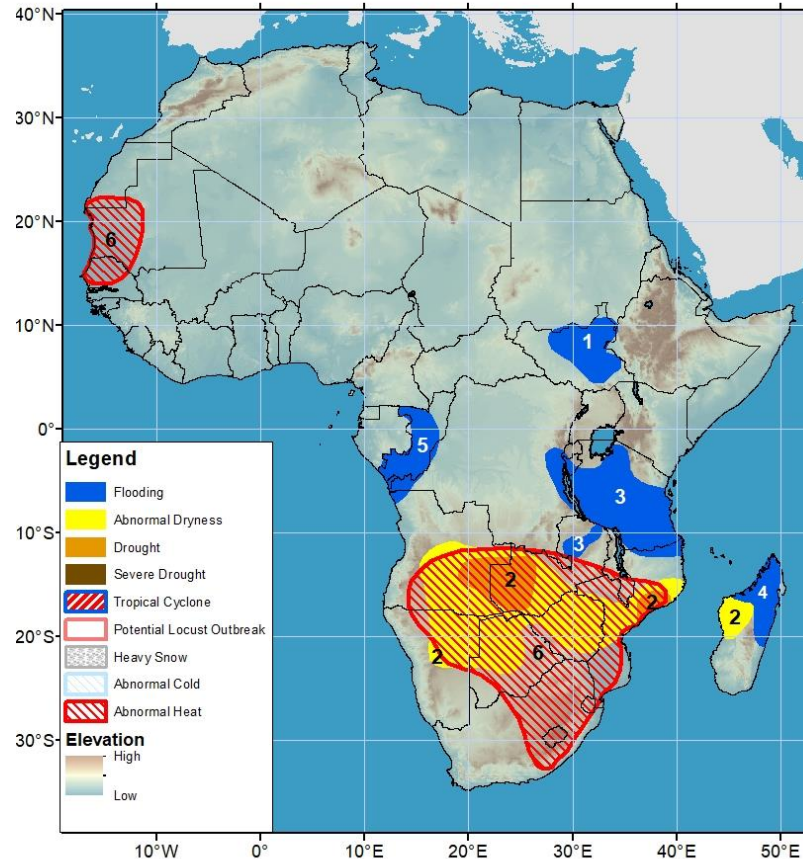 40°N
30°N
20°N
6
10°N
1
0°
5
3
Legend
Flooding
Abnormal Dryness
Drought
Severe Drought
Tropical Cyclone
Potential Locust Outbreak
Heavy Snow
Abnormal Cold
Abnormal Heat
Elevation
High
Low
10°S
3
2
2
4
2
20°S
2
6
30°S
10°W
0°
10°E
20°E
30°E
40°E
50°E